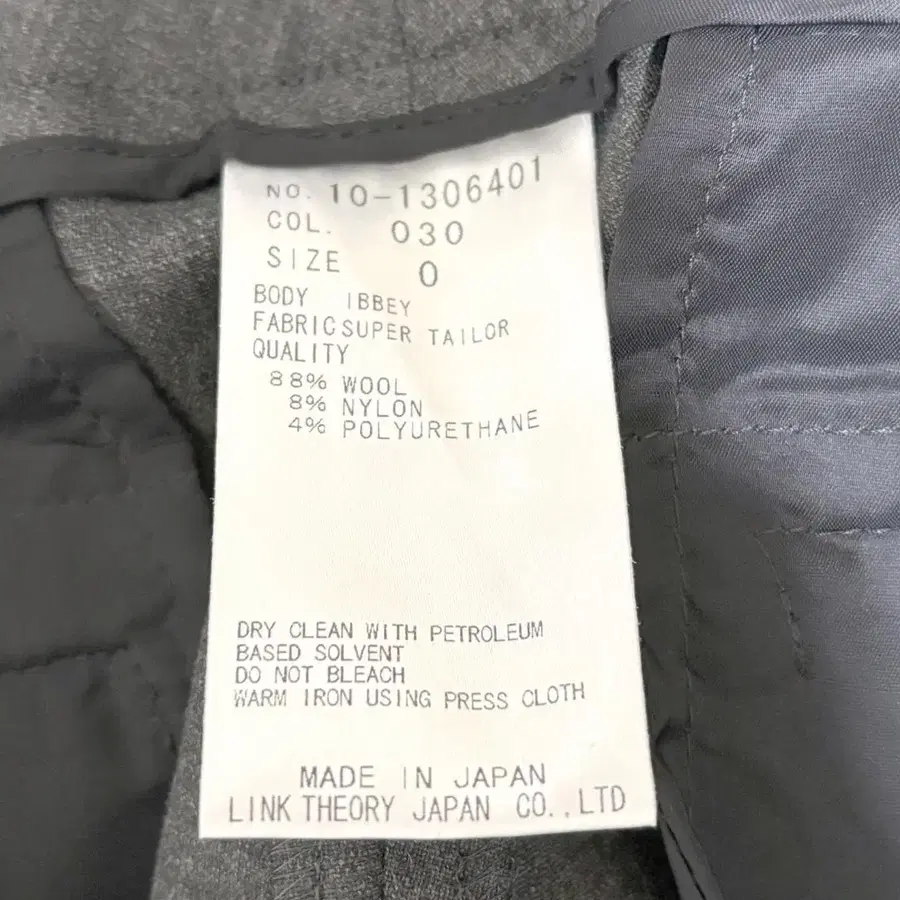 NO. 10-1306401
COL. 030
SIZE 0
BODY IBBEY
FABRIC SUPER TAILOR
QUALITY
88% WOOL
8% NYLON
4% POLYURETHANE
DRY CLEAN WITH PETROLEUM
BASED SOLVENT
DO NOT BLEACH
WARM IRON USING PRESS CLOTH
MADE IN JAPAN
LINK THEORY JAPAN CO.,LTD